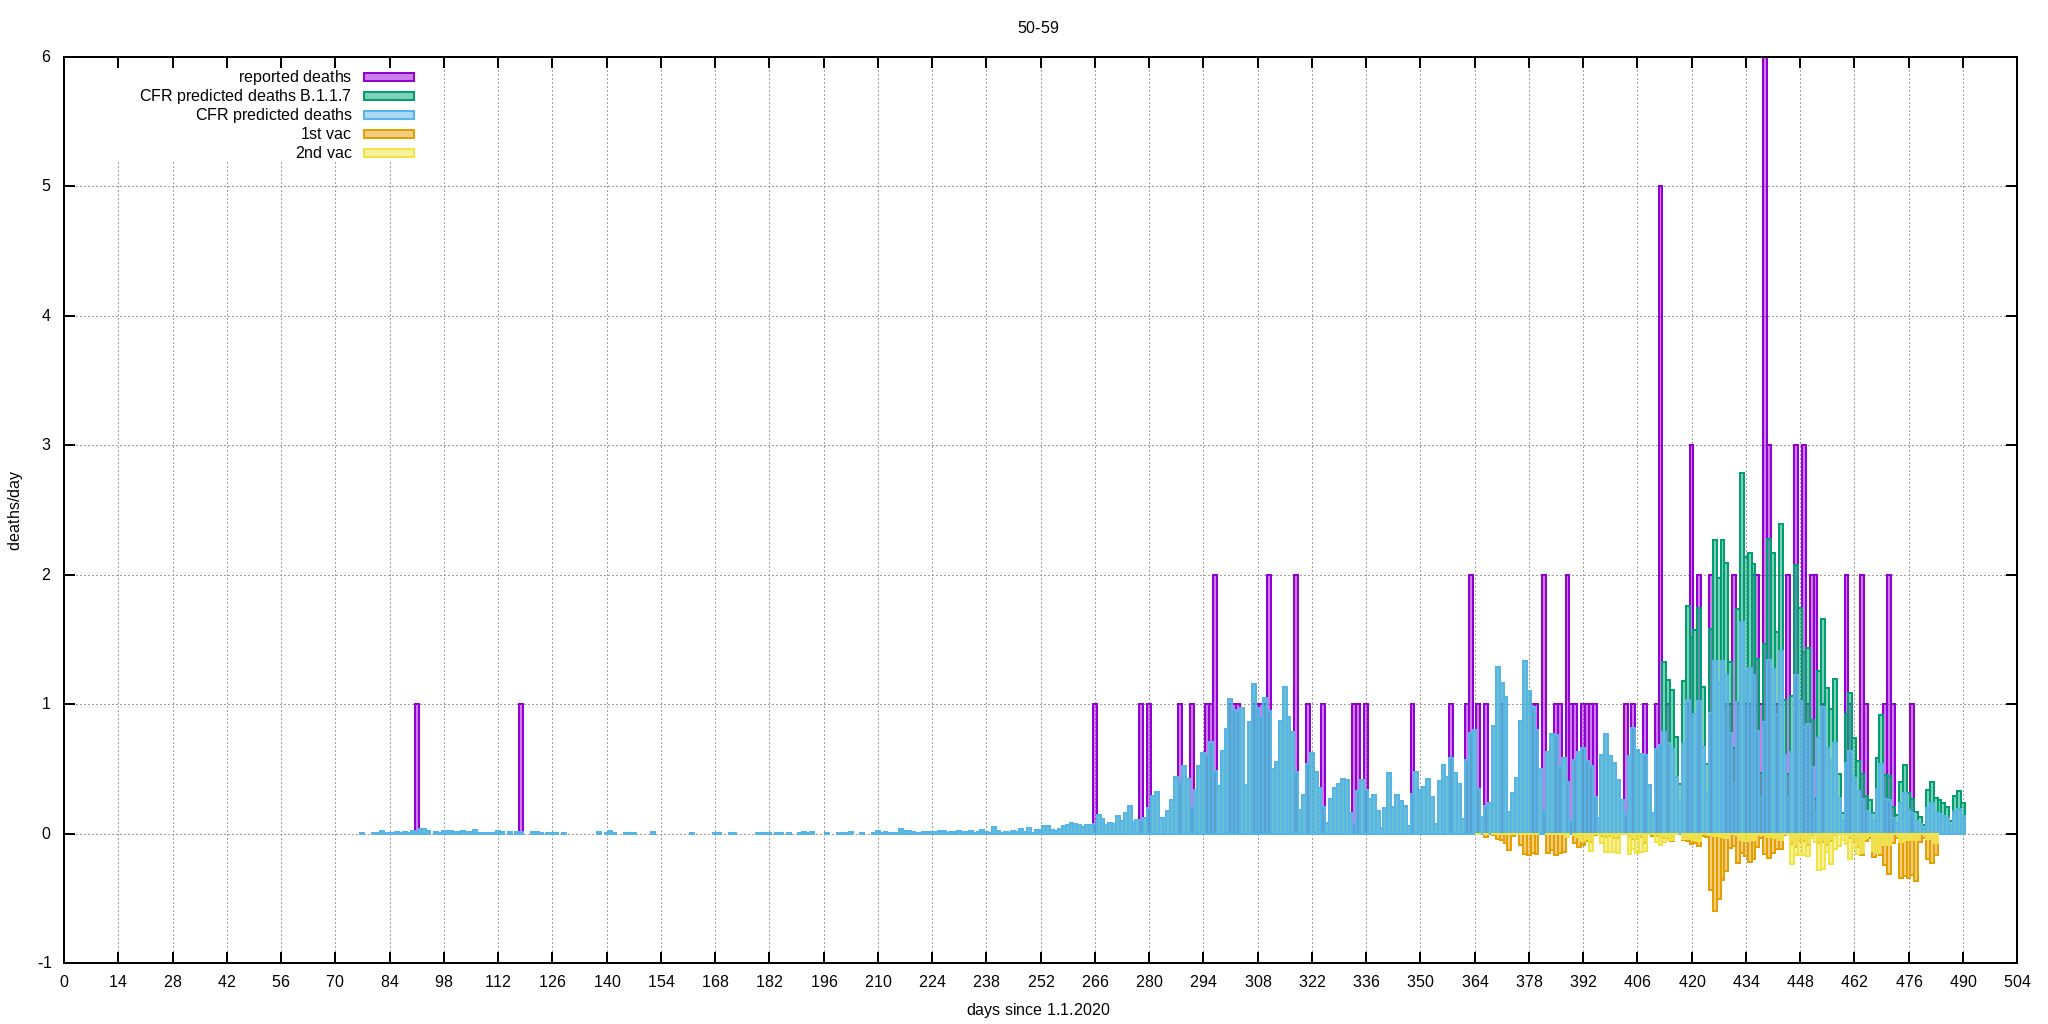 50-59
6
reported deaths
CFR predicted deaths B.1.1.7
CFR predicted deaths
1st vac
2nd vac
5
4
3
2
1
0
-1
deaths/day
0 14 28 42 56 70 84 98 112 126 140 154 168 182 196 210 224 238 252 266 280 294 308 322 336 350 364 378 392 406 420 434 448 462 476 490 504
days since 1.1.2020